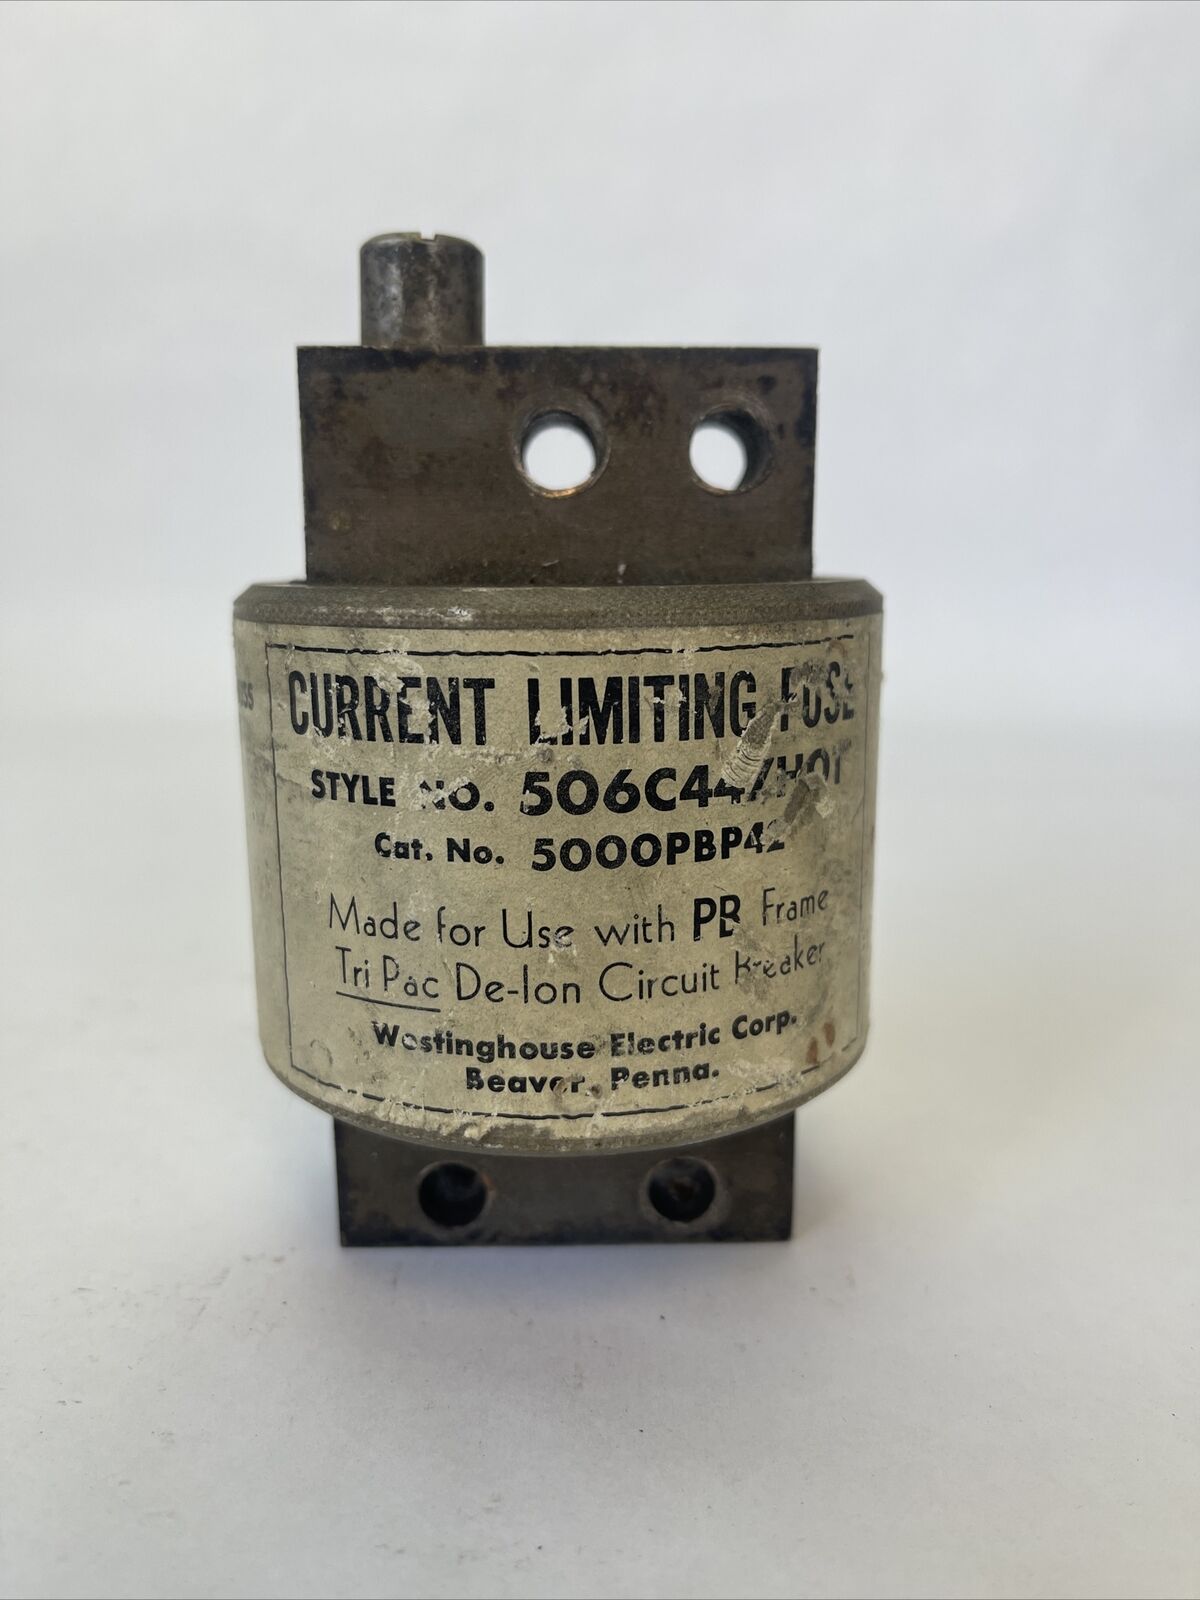 CURRENT LIMITING FUSE
STYLE NO.
Cat. No. 5000PBP42
Made for Use with PB Frame
Tri Pac De-Ion Circuit Breaker
Westinghouse Electric Corp.
Beaver, Penna.